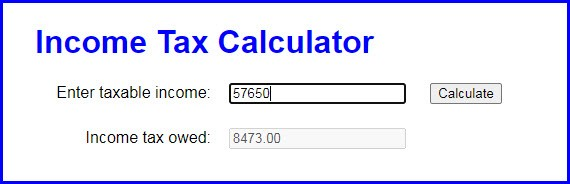 Income Tax Calculator
Enter taxable income: 57650 Calculate
Income tax owed: 8473.00